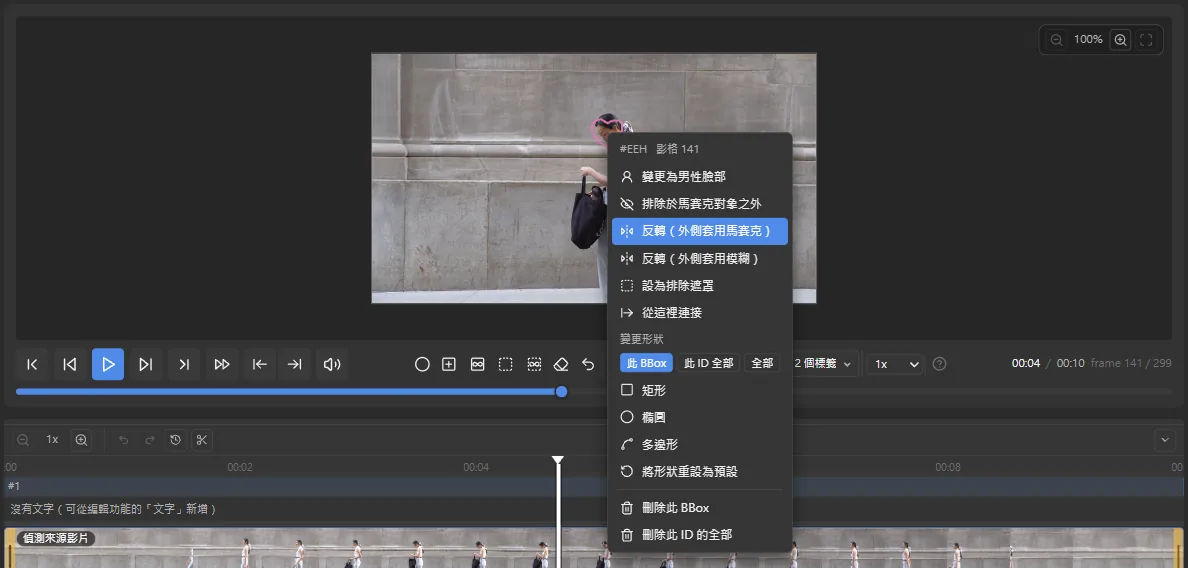 100%
#EEH 影格 141
變更為男性臉部
排除於馬賽克對象之外
反轉（外側套用馬賽克）
反轉（外側套用模糊）
設為排除遮罩
從這裡連接
變更形狀
此 BBox 此 ID 全部 全部
矩形
橢圓
多邊形
將形狀重設為預設
刪除此 BBox
刪除此 ID 的全部
2 個標籤 1x 00:04 / 00:10 frame 141 / 299
1x
:00 00:02 00:04 00:08 00
#1
沒有文字（可從編輯功能的「文字」新增）
偵測來源影片